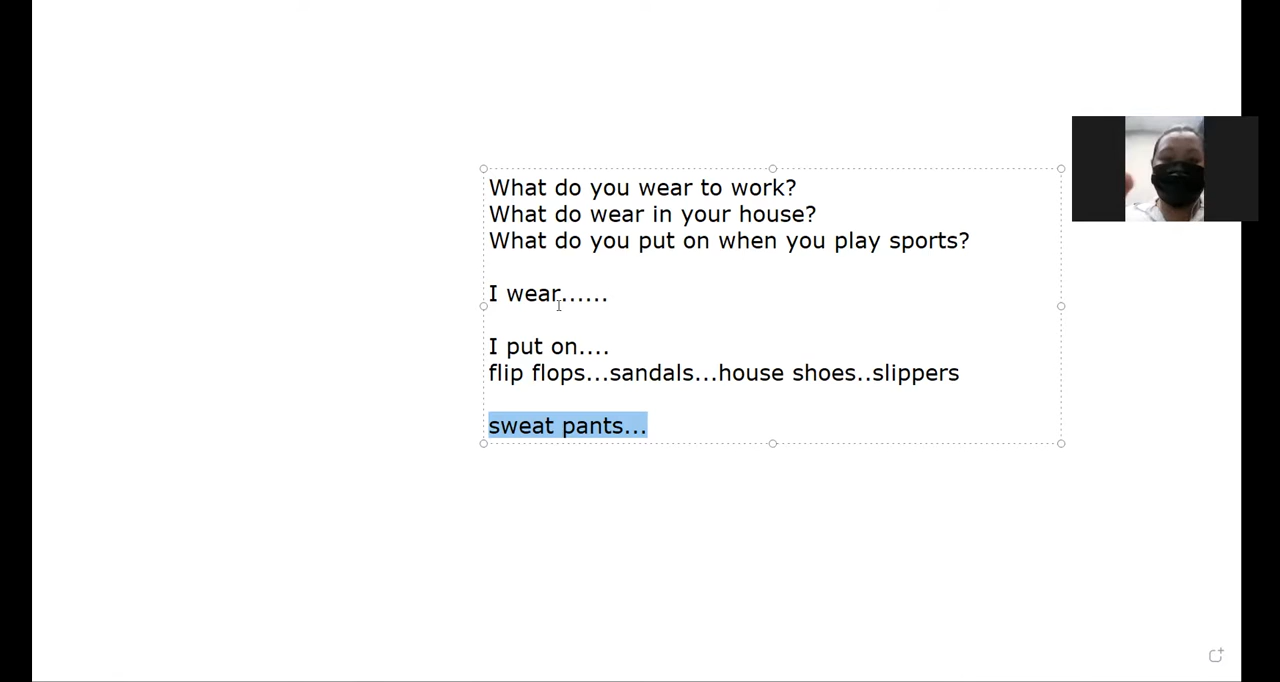 What do you wear to work?
What do wear in your house?
What do you put on when you play sports?
I wear......
I put on....
flip flops...sandals...house shoes..slippers
sweat pants...